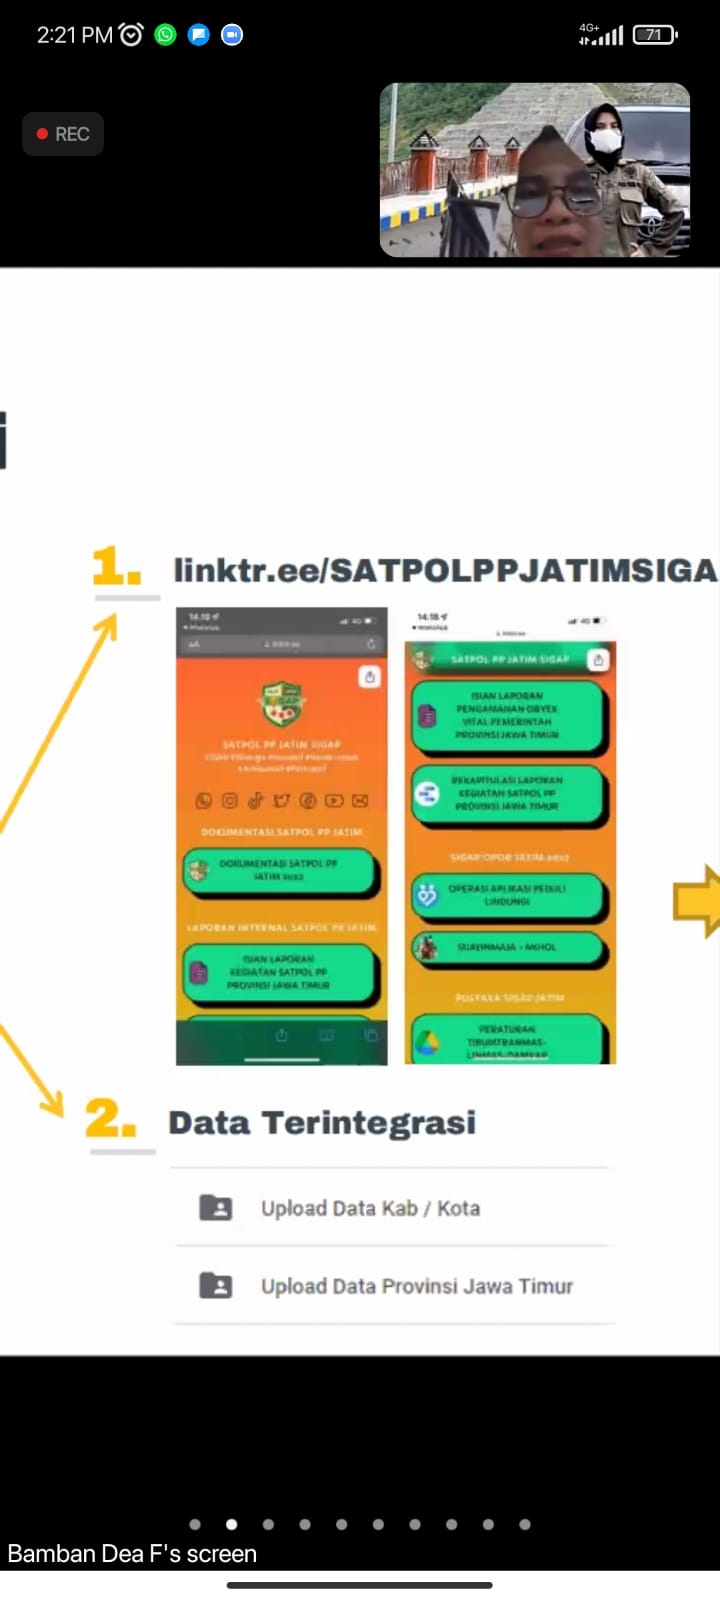 2:21 PM
4G+
71
REC
i
1.
linktr.ee/SATPOLPPJATIMSIGA
14.18
WhatsApp
AA
SATPOL PP JATIM SIGAP
DOKUMENTASI SATPOL PP JATIM
DOKUMENTASI SATPOL PP
JATIM 2022
LAPORAN INTERNAL SATPOL PP JATIM
ISIAN LAPORAN
KEGIATAN SATPOL PP
PROVINSI JAWA TIMUR
14.18
WhatsApp
SATPOL PP JATIM SIGAP
ISIAN LAPORAN
PENGAMANAN OBYEK
VITAL PEMERINTAH
PROVINSI JAWA TIMUR
REKAPITULASI LAPORAN
KEGIATAN SATPOL PP
PROVINSI JAWA TIMUR
SIGAP OPOR JATIM 2022
OPERASI APLIKASI PEDULI
LINDUNGI
- MIHOL
PUSTAKA SIGAP JATIM
PERATURAN
TIBUMTRANMAS-
LINMAS-DAMKAR
2.
Data Terintegrasi
Upload Data Kab / Kota
Upload Data Provinsi Jawa Timur
Bamban Dea F's screen